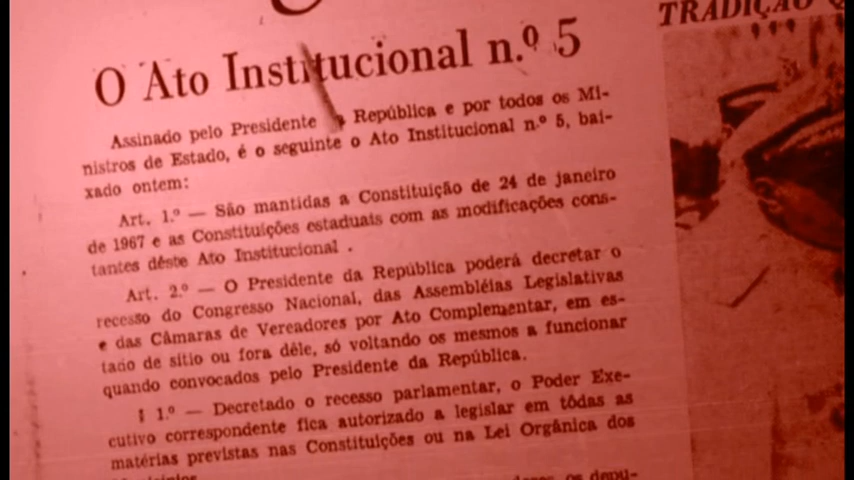 TRADIÇÃO
O Ato Institucional n.º 5
Assinado pelo Presidente República e por todos os Mi-
nistros de Estado, é o seguinte o Ato Institucional n.º 5, bai-
xado ontem:
Art. 1.º — São mantidas a Constituição de 24 de janeiro
de 1967 e as Constituições estaduais com as modificações cons-
tantes dêste Ato Institucional .
Art. 2.º — O Presidente da República poderá decretar o
recesso do Congresso Nacional, das Assembléias Legislativas
e das Câmaras de Vereadores por Ato Complementar, em es-
tado de sítio ou fora dêle, só voltando os mesmos a funcionar
quando convocados pelo Presidente da República.
§ 1.º — Decretado o recesso parlamentar, o Poder Exe-
cutivo correspondente fica autorizado a legislar em tôdas as
matérias previstas nas Constituições ou na Lei Orgânica dos
os depu-